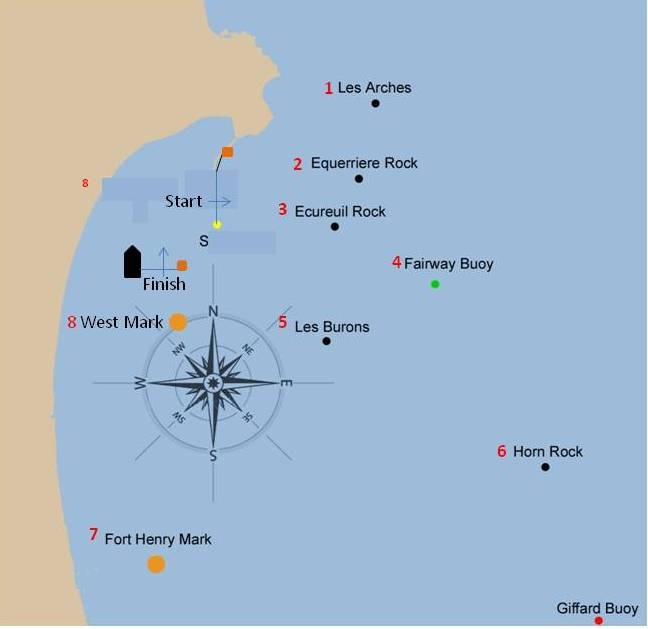 1 Les Arches
2 Equerriere Rock
8
3 Ecureuil Rock
Start
S
4 Fairway Buoy
Finish
8 West Mark
5 Les Burons
N
NW
NE
W
E
SW
SE
S
6 Horn Rock
7 Fort Henry Mark
Giffard Buoy